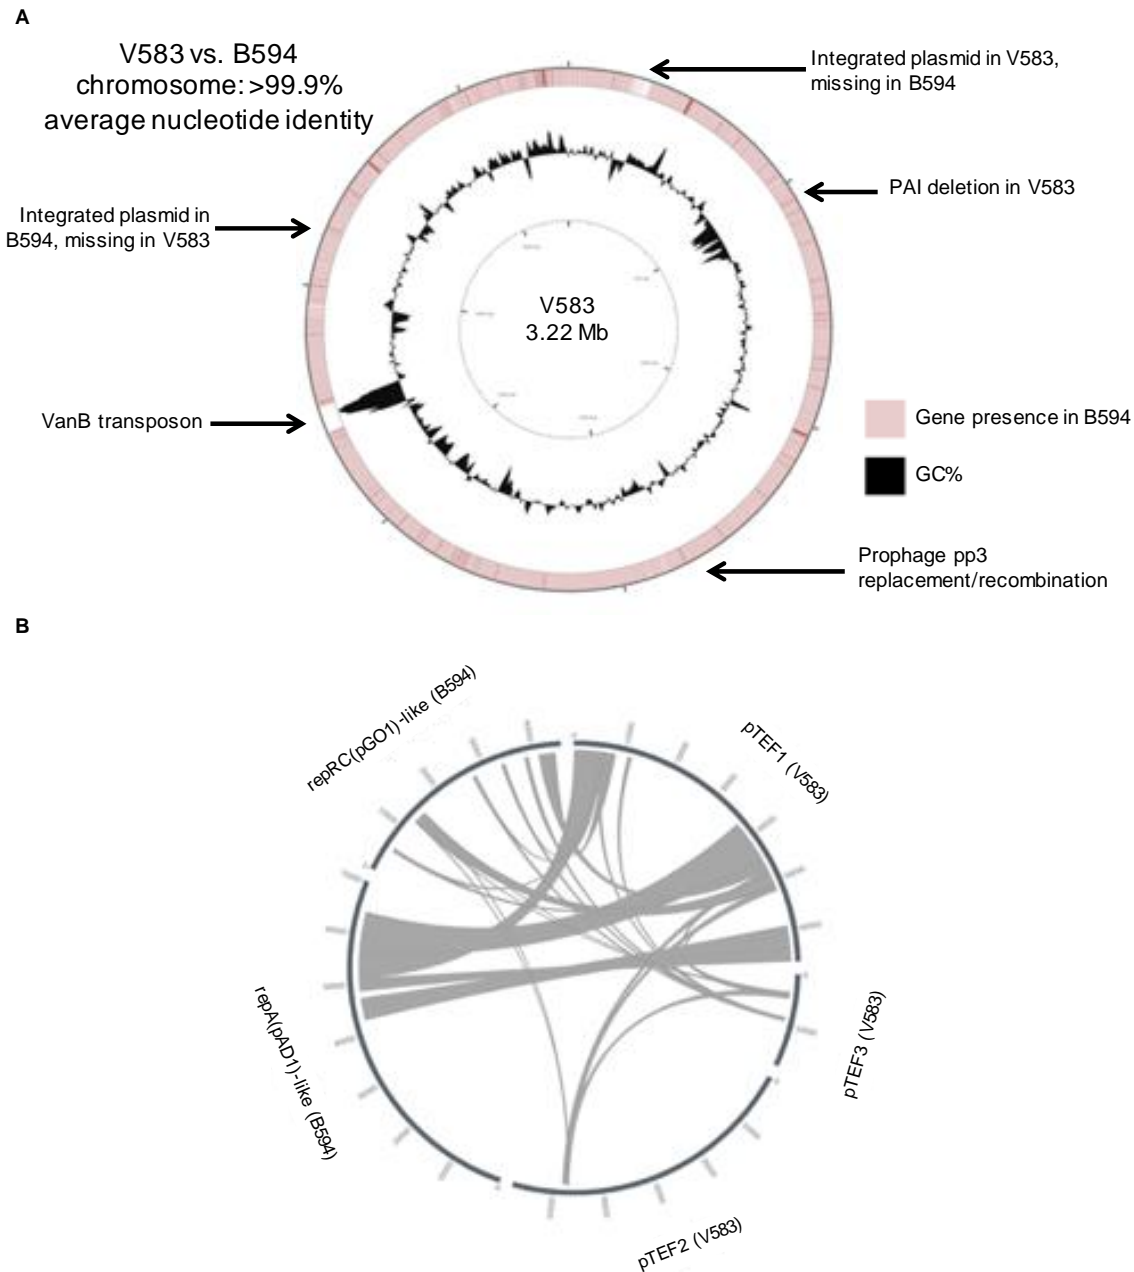 A
V583 vs. B594
chromosome: >99.9%
average nucleotide identity
Integrated plasmid in V583,
missing in B594
PAI deletion in V583
Integrated plasmid in
B594, missing in V583
V583
3.22 Mb
VanB transposon
Gene presence in B594
GC%
Prophage pp3
replacement/recombination
B
repRC(pGO1)-like (B594)
pTEF1 (V583)
repA(pAD1)-like (B594)
pTEF3 (V583)
pTEF2 (V583)